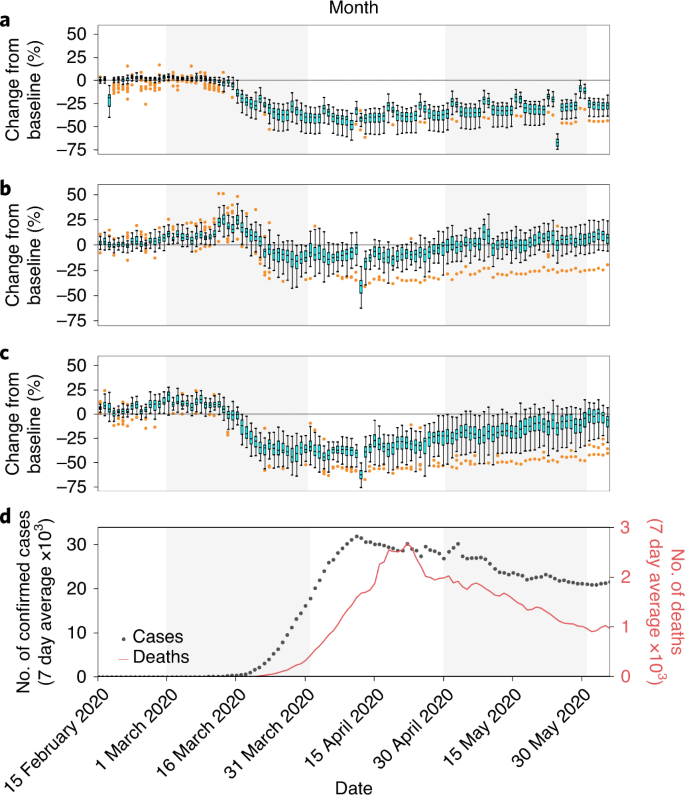 Month
a
50
25
0
−25
−50
−75
Change from
baseline (%)
b
50
25
0
−25
−50
−75
Change from
baseline (%)
c
50
25
0
−25
−50
−75
Change from
baseline (%)
d
30
20
10
0
No. of confirmed cases
(7 day average ×10³)
Cases
Deaths
3
2
1
0
No. of deaths
(7 day average ×10³)
15 February 2020
1 March 2020
16 March 2020
31 March 2020
15 April 2020
30 April 2020
15 May 2020
30 May 2020
Date